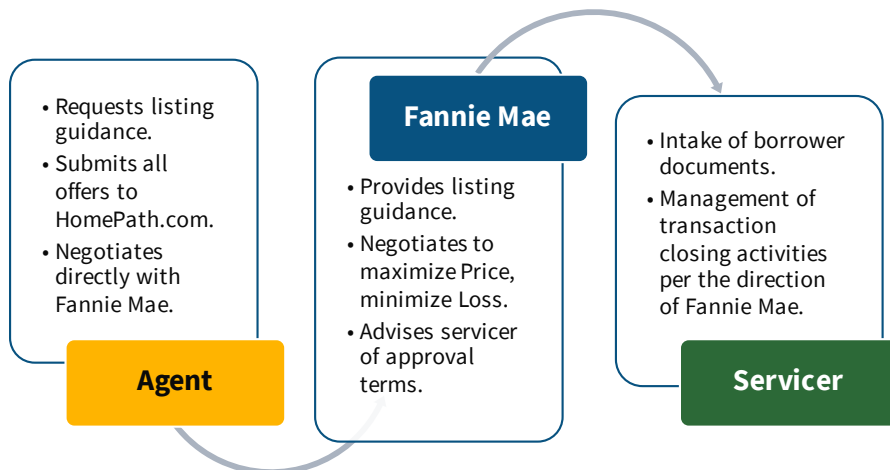 • Requests listing
guidance.
• Submits all
offers to
HomePath.com.
• Negotiates
directly with
Fannie Mae.
Agent
Fannie Mae
• Provides listing
guidance.
• Negotiates to
maximize Price,
minimize Loss.
• Advises servicer
of approval
terms.
• Intake of borrower
documents.
• Management of
transaction
closing activities
per the direction
of Fannie Mae.
Servicer